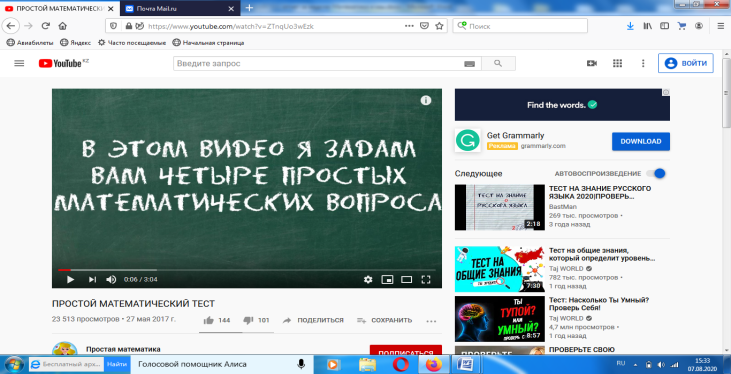 ПРОСТОЙ МАТЕМАТИЧЕСКИ
Почта Mail.ru
https://www.youtube.com/watch?v=ZTnqUo3wEzk
Поиск
Авиабилеты Яндекс Часто посещаемые Начальная страница
YouTube KZ
Введите запрос
ВОЙТИ
В ЭТОМ ВИДЕО Я ЗАДАМ
ВАМ ЧЕТЫРЕ ПРОСТЫХ
МАТЕМАТИЧЕСКИХ ВОПРОСА
0:06 / 3:04
ПРОСТОЙ МАТЕМАТИЧЕСКИЙ ТЕСТ
23 513 просмотров • 27 мая 2017 г.
144 101 ПОДЕЛИТЬСЯ СОХРАНИТЬ
Простая математика
ПОДПИСАТЬСЯ
Find the words.
Get Grammarly
Реклама grammarly.com
DOWNLOAD
Следующее
АВТОВОСПРОИЗВЕДЕНИЕ
ТЕСТ НА ЗНАНИЕ
РУССКОГО ЯЗЫКА
2:18
ТЕСТ НА ЗНАНИЕ РУССКОГО
ЯЗЫКА 2020|ПРОВЕРЬ...
BastMan
269 тыс. просмотров •
3 года назад
ТЕСТ НА
ОБЩИЕ ЗНАНИЯ
7:30
Тест на общие знания,
который определит уровень...
Taj WORLD
782 тыс. просмотров •
1 год назад
ТЫ
ТУПОЙ?
ИЛИ
УМНЫЙ?
8:57
Тест: Насколько Ты Умный?
Проверь Себя!
Taj WORLD
4,7 млн просмотров •
1 год назад
ПРОВЕРЬТЕ
ПРОВЕРЬТЕ СВОЮ
Бесплатный арх...
Найти
Голосовой помощник Алиса
RU
15:33
07.08.2020